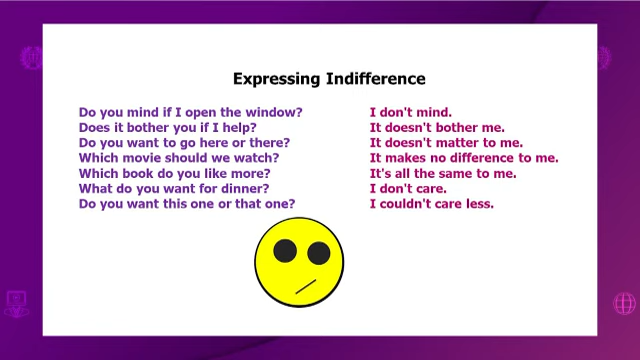 Expressing Indifference
Do you mind if I open the window? I don't mind.
Does it bother you if I help? It doesn't bother me.
Do you want to go here or there? It doesn't matter to me.
Which movie should we watch? It makes no difference to me.
Which book do you like more? It's all the same to me.
What do you want for dinner? I don't care.
Do you want this one or that one? I couldn't care less.